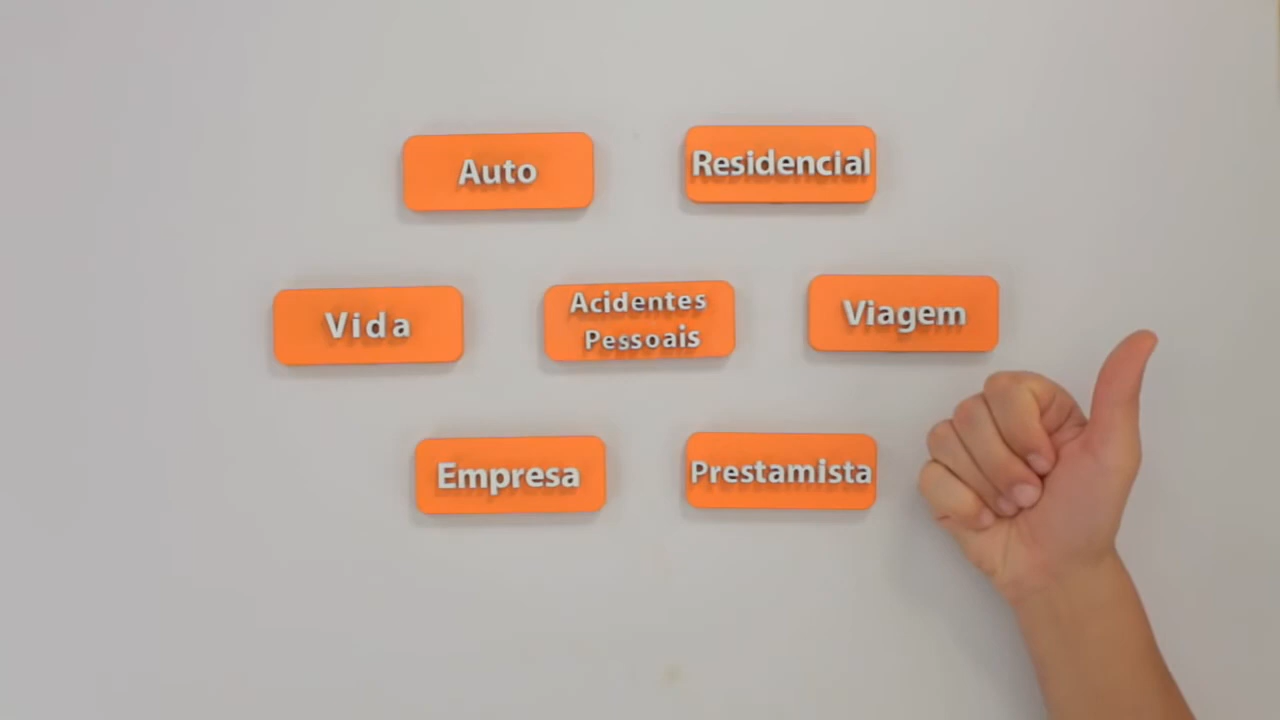 Auto
Residencial
Vida
Acidentes
Pessoais
Viagem
Empresa
Prestamista